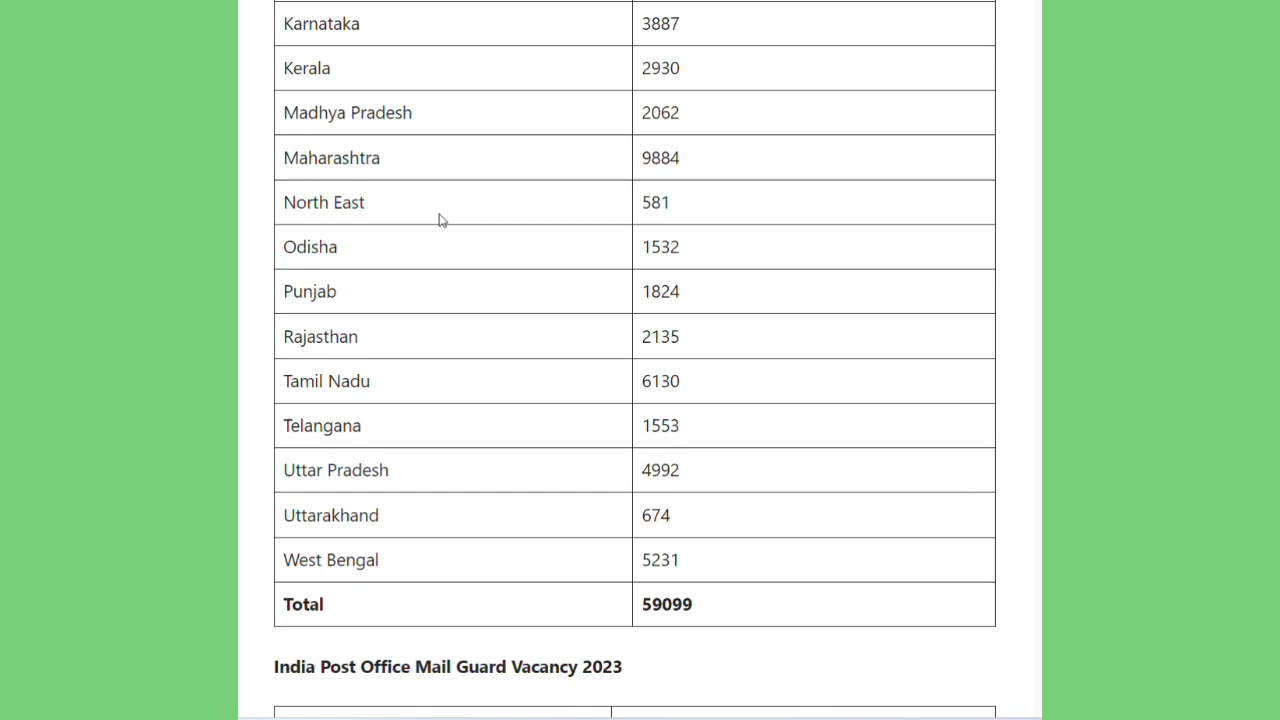 Karnataka 3887
Kerala 2930
Madhya Pradesh 2062
Maharashtra 9884
North East 581
Odisha 1532
Punjab 1824
Rajasthan 2135
Tamil Nadu 6130
Telangana 1553
Uttar Pradesh 4992
Uttarakhand 674
West Bengal 5231
Total 59099
India Post Office Mail Guard Vacancy 2023